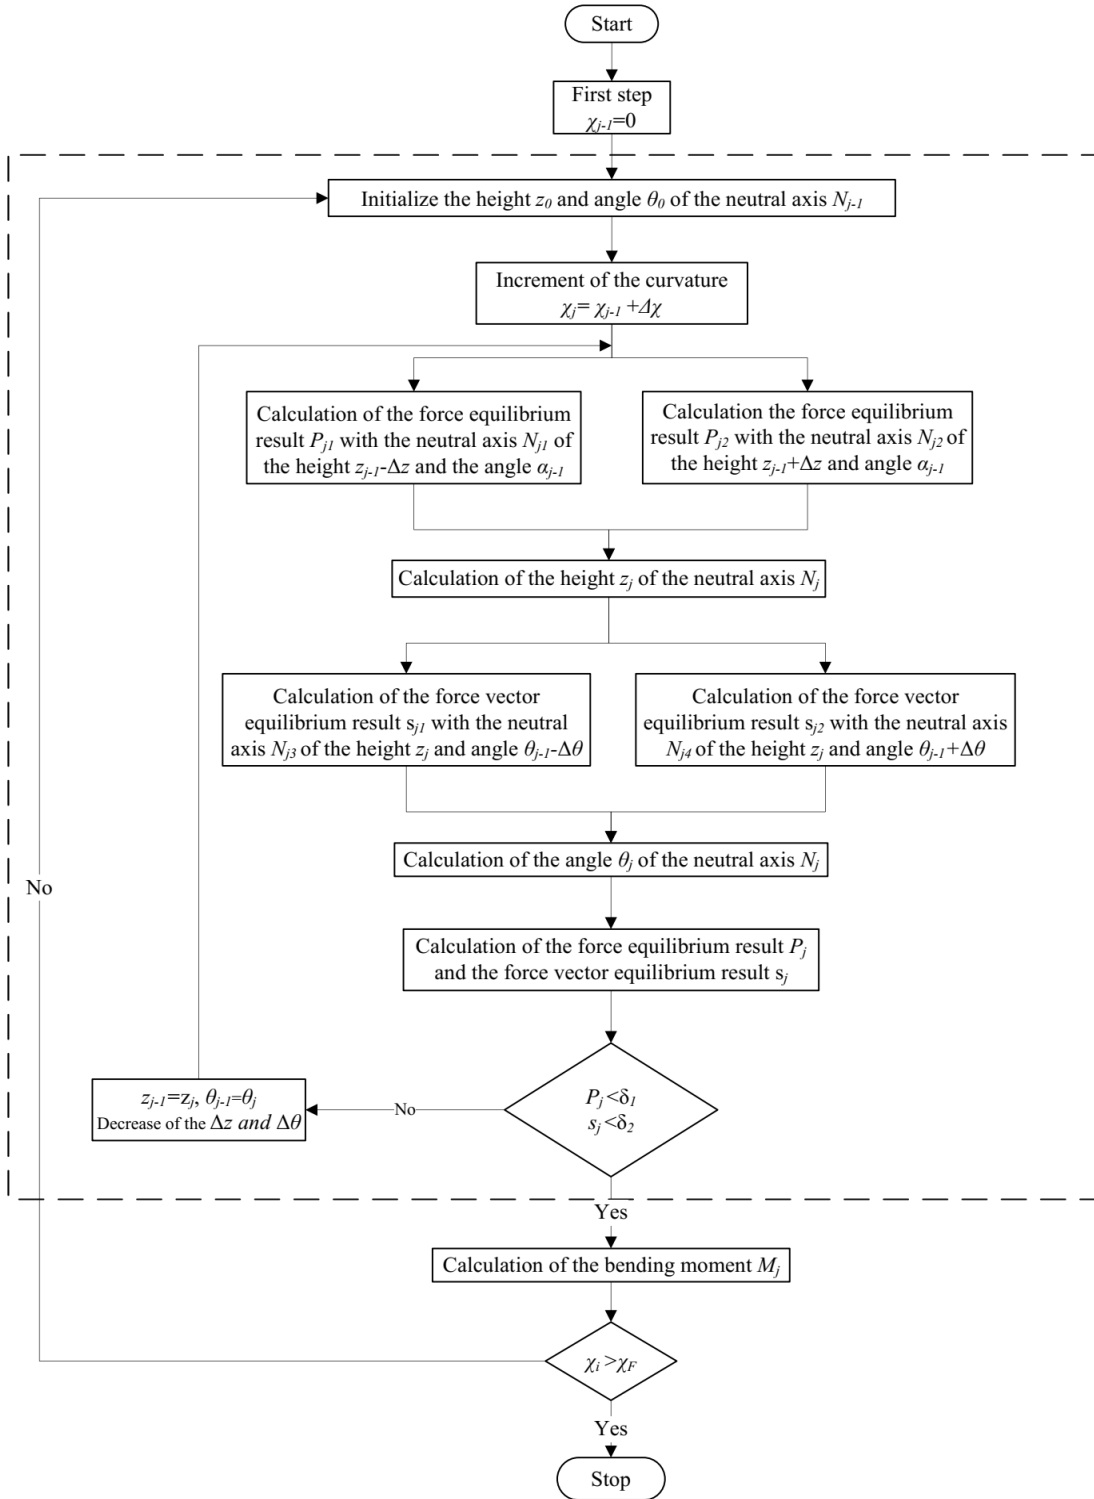 Start
First step
χj-1=0
Initialize the height z0 and angle θ0 of the neutral axis Nj-1
Increment of the curvature
χj= χj-1 +Δχ
Calculation of the force equilibrium
result Pj1 with the neutral axis Nj1 of
the height zj-1-Δz and the angle αj-1
Calculation the force equilibrium
result Pj2 with the neutral axis Nj2 of
the height zj-1+Δz and angle αj-1
Calculation of the height zj of the neutral axis Nj
Calculation of the force vector
equilibrium result sj1 with the neutral
axis Nj3 of the height zj and angle θj-1-Δθ
Calculation of the force vector
equilibrium result sj2 with the neutral axis
Nj4 of the height zj and angle θj-1+Δθ
Calculation of the angle θj of the neutral axis Nj
No
Calculation of the force equilibrium result Pj
and the force vector equilibrium result sj
zj-1=zj, θj-1=θj
Decrease of the Δz and Δθ
No
Pj<δ1
sj<δ2
Yes
Calculation of the bending moment Mj
χi>χF
Yes
Stop